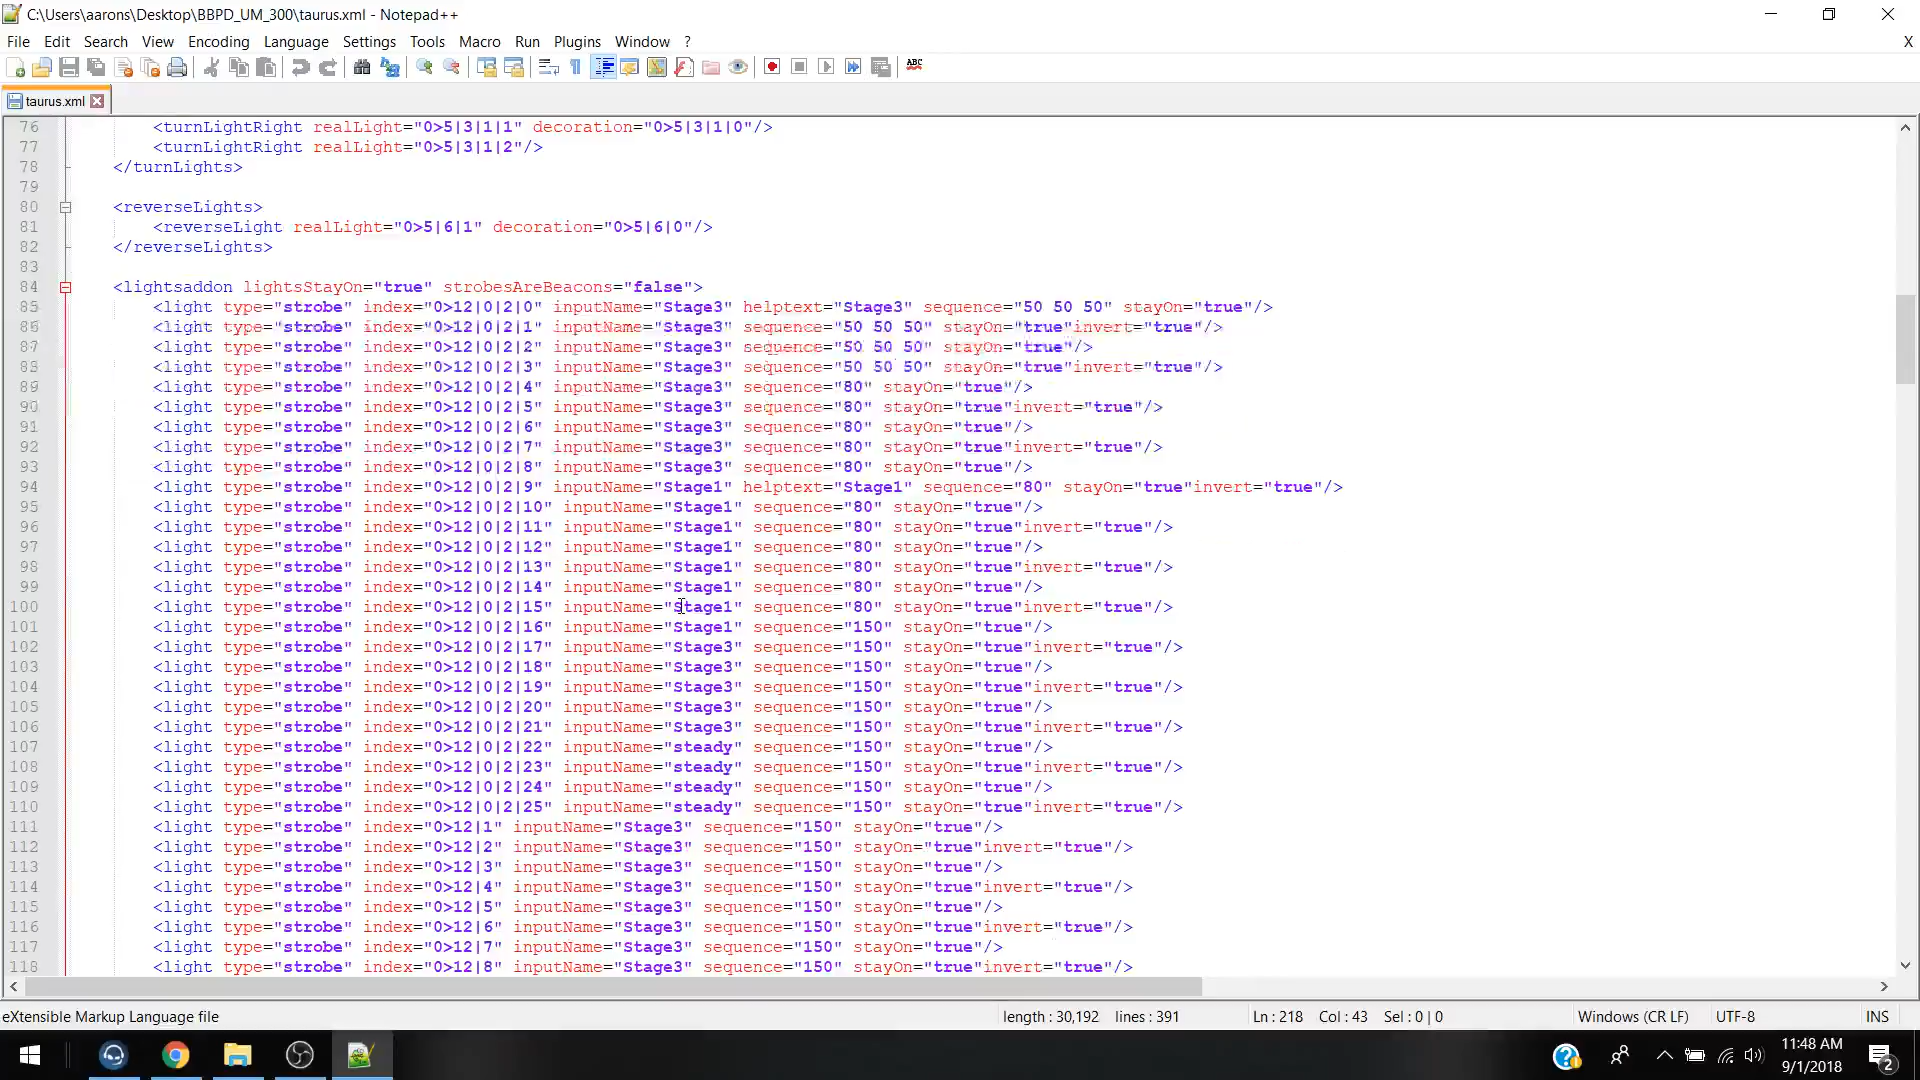 C:\Users\aarons\Desktop\BBPD_UM_300\taurus.xml - Notepad++
File Edit Search View Encoding Language Settings Tools Macro Run Plugins Window ? X
ABC
taurus.xml
76 <turnLightRight realLight="0>5|3|1|1" decoration="0>5|3|1|0"/>
77 <turnLightRight realLight="0>5|3|1|2"/>
78 </turnLights>
79
80 <reverseLights>
81 <reverseLight realLight="0>5|6|1" decoration="0>5|6|0"/>
82 </reverseLights>
83
84 <lightsaddon lightsStayOn="true" strobesAreBeacons="false">
85 <light type="strobe" index="0>12|0|2|0" inputName="Stage3" helptext="Stage3" sequence="50 50 50" stayOn="true"/>
86 <light type="strobe" index="0>12|0|2|1" inputName="Stage3" sequence="50 50 50" stayOn="true"invert="true"/>
87 <light type="strobe" index="0>12|0|2|2" inputName="Stage3" sequence="50 50 50" stayOn="true"/>
88 <light type="strobe" index="0>12|0|2|3" inputName="Stage3" sequence="50 50 50" stayOn="true"invert="true"/>
89 <light type="strobe" index="0>12|0|2|4" inputName="Stage3" sequence="80" stayOn="true"/>
90 <light type="strobe" index="0>12|0|2|5" inputName="Stage3" sequence="80" stayOn="true"invert="true"/>
91 <light type="strobe" index="0>12|0|2|6" inputName="Stage3" sequence="80" stayOn="true"/>
92 <light type="strobe" index="0>12|0|2|7" inputName="Stage3" sequence="80" stayOn="true"invert="true"/>
93 <light type="strobe" index="0>12|0|2|8" inputName="Stage3" sequence="80" stayOn="true"/>
94 <light type="strobe" index="0>12|0|2|9" inputName="Stage1" helptext="Stage1" sequence="80" stayOn="true"invert="true"/>
95 <light type="strobe" index="0>12|0|2|10" inputName="Stage1" sequence="80" stayOn="true"/>
96 <light type="strobe" index="0>12|0|2|11" inputName="Stage1" sequence="80" stayOn="true"invert="true"/>
97 <light type="strobe" index="0>12|0|2|12" inputName="Stage1" sequence="80" stayOn="true"/>
98 <light type="strobe" index="0>12|0|2|13" inputName="Stage1" sequence="80" stayOn="true"invert="true"/>
99 <light type="strobe" index="0>12|0|2|14" inputName="Stage1" sequence="80" stayOn="true"/>
100 <light type="strobe" index="0>12|0|2|15" inputName="Stage1" sequence="80" stayOn="true"invert="true"/>
101 <light type="strobe" index="0>12|0|2|16" inputName="Stage1" sequence="150" stayOn="true"/>
102 <light type="strobe" index="0>12|0|2|17" inputName="Stage3" sequence="150" stayOn="true"invert="true"/>
103 <light type="strobe" index="0>12|0|2|18" inputName="Stage3" sequence="150" stayOn="true"/>
104 <light type="strobe" index="0>12|0|2|19" inputName="Stage3" sequence="150" stayOn="true"invert="true"/>
105 <light type="strobe" index="0>12|0|2|20" inputName="Stage3" sequence="150" stayOn="true"/>
106 <light type="strobe" index="0>12|0|2|21" inputName="Stage3" sequence="150" stayOn="true"invert="true"/>
107 <light type="strobe" index="0>12|0|2|22" inputName="steady" sequence="150" stayOn="true"/>
108 <light type="strobe" index="0>12|0|2|23" inputName="steady" sequence="150" stayOn="true"invert="true"/>
109 <light type="strobe" index="0>12|0|2|24" inputName="steady" sequence="150" stayOn="true"/>
110 <light type="strobe" index="0>12|0|2|25" inputName="steady" sequence="150" stayOn="true"invert="true"/>
111 <light type="strobe" index="0>12|1" inputName="Stage3" sequence="150" stayOn="true"/>
112 <light type="strobe" index="0>12|2" inputName="Stage3" sequence="150" stayOn="true"invert="true"/>
113 <light type="strobe" index="0>12|3" inputName="Stage3" sequence="150" stayOn="true"/>
114 <light type="strobe" index="0>12|4" inputName="Stage3" sequence="150" stayOn="true"invert="true"/>
115 <light type="strobe" index="0>12|5" inputName="Stage3" sequence="150" stayOn="true"/>
116 <light type="strobe" index="0>12|6" inputName="Stage3" sequence="150" stayOn="true"invert="true"/>
117 <light type="strobe" index="0>12|7" inputName="Stage3" sequence="150" stayOn="true"/>
118 <light type="strobe" index="0>12|8" inputName="Stage3" sequence="150" stayOn="true"invert="true"/>
eXtensible Markup Language file length : 30,192 lines : 391 Ln : 218 Col : 43 Sel : 0 | 0 Windows (CR LF) UTF-8 INS
11:48 AM
9/1/2018
2